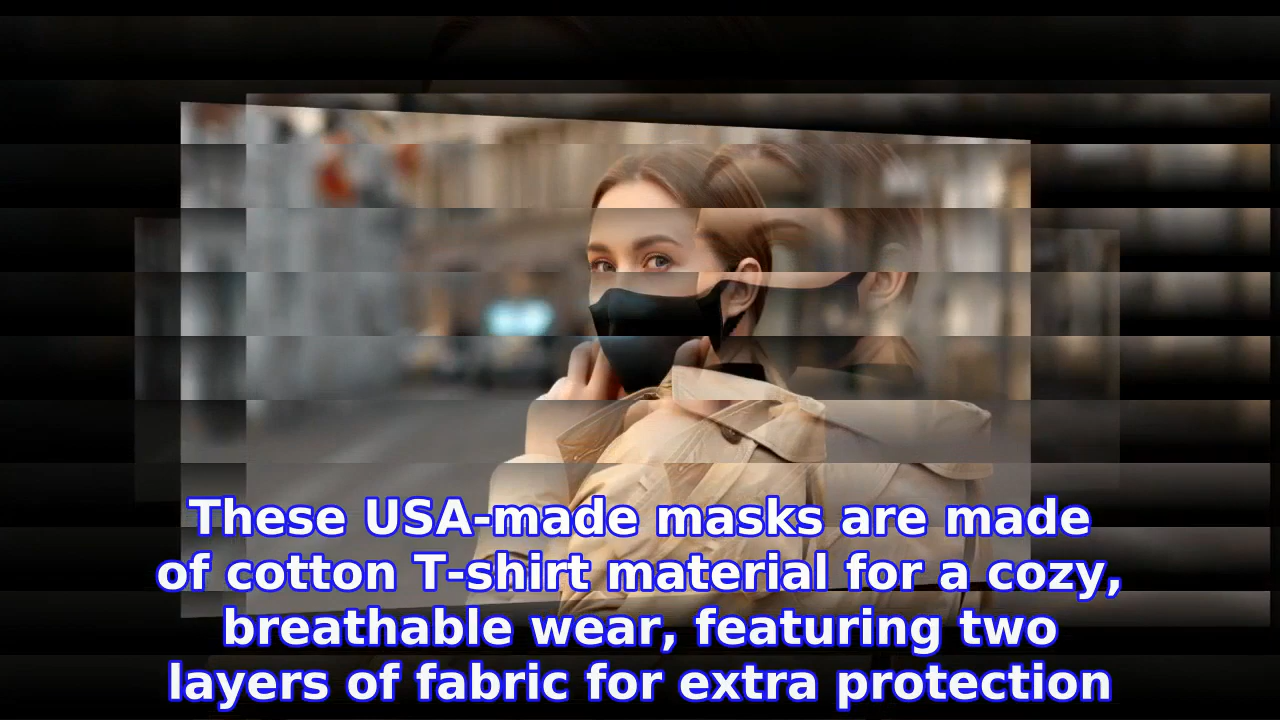 These USA-made masks are made
of cotton T-shirt material for a cozy,
breathable wear, featuring two
layers of fabric for extra protection